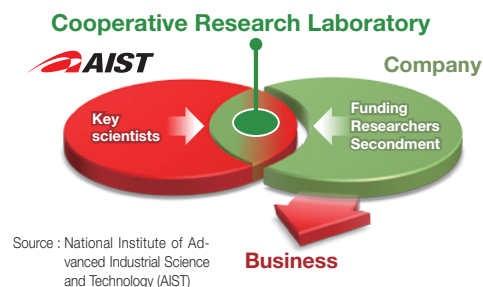 Cooperative Research Laboratory
AIST
Company
Key
scientists
Funding
Researchers
Secondment
Source : National Institute of Ad-
vanced Industrial Science
and Technology (AIST)
Business